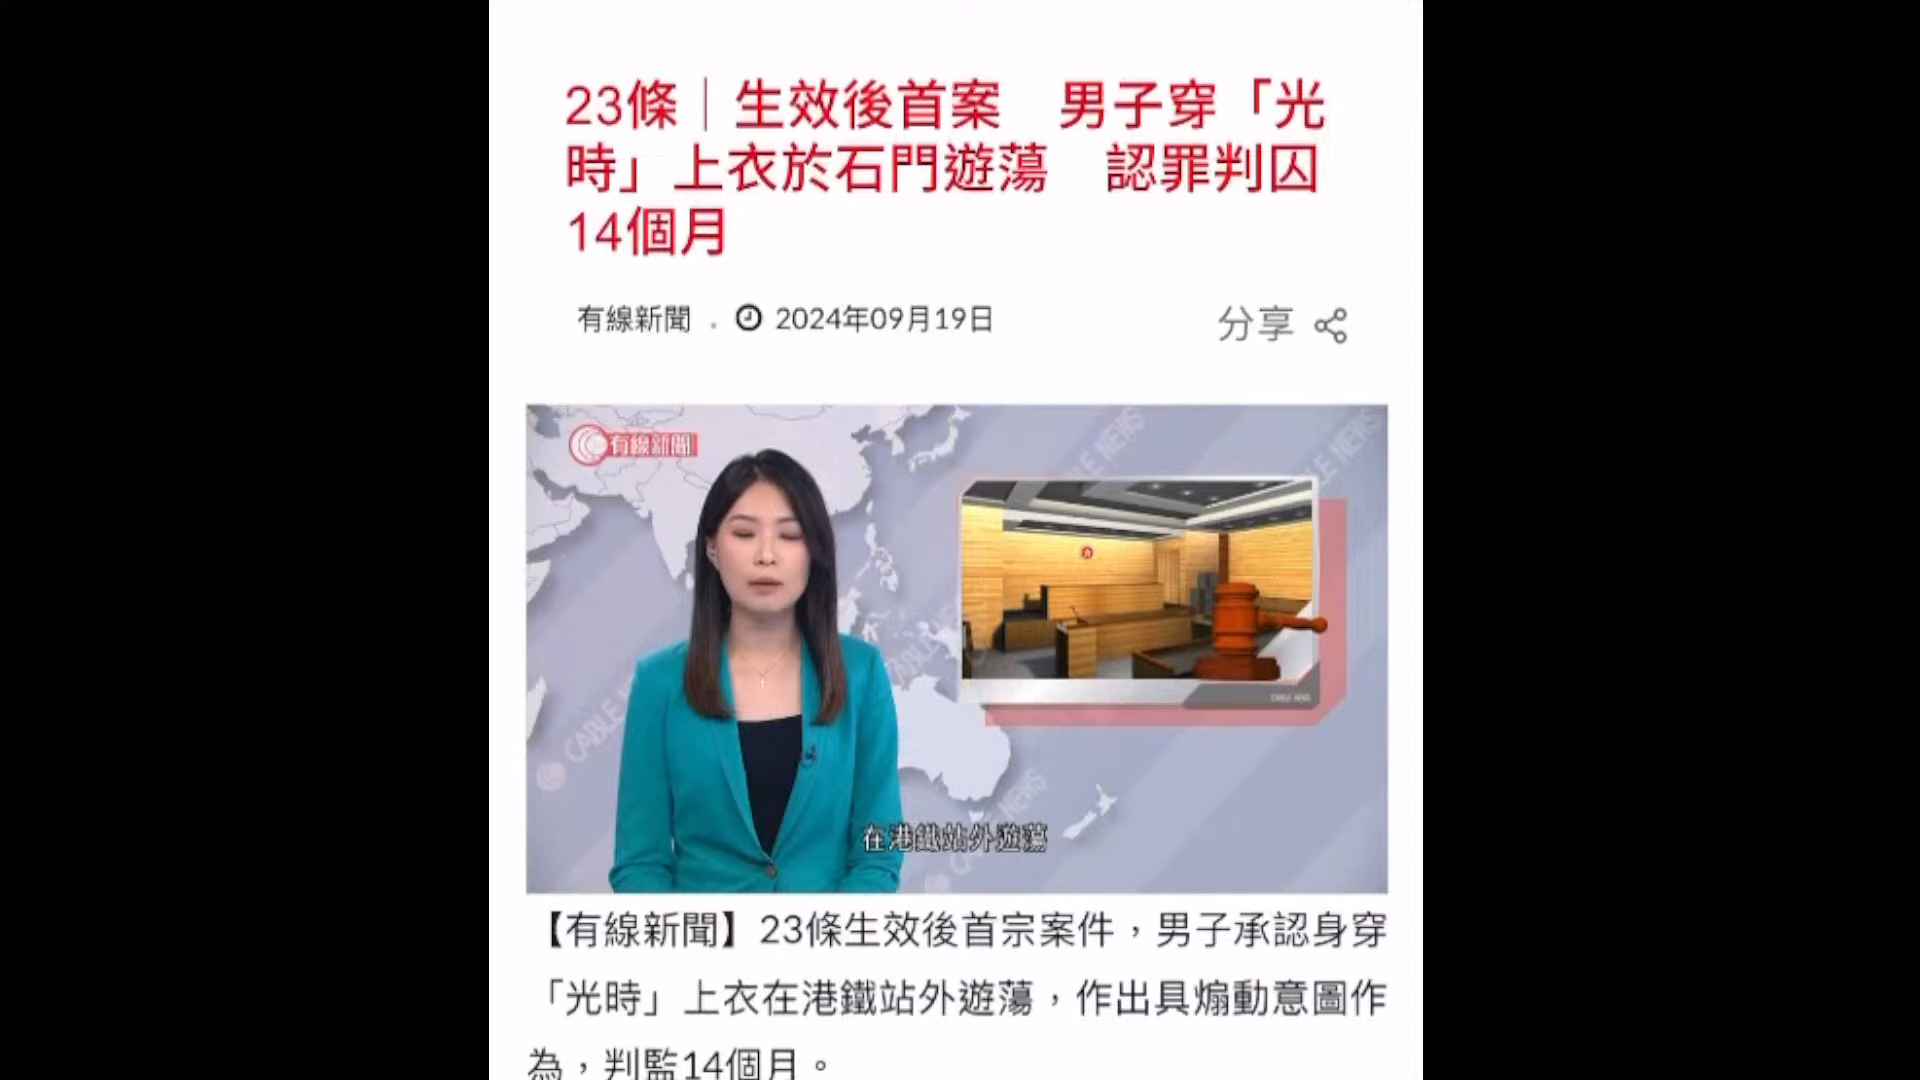 23條｜生效後首案　男子穿「光
時」上衣於石門遊蕩　認罪判囚
14個月
有線新聞 . 2024年09月19日
分享
有線新聞
CABLE NEWS
在港鐵站外遊蕩
【有線新聞】23條生效後首宗案件，男子承認身穿
「光時」上衣在港鐵站外遊蕩，作出具煽動意圖作
為，判監14個月。